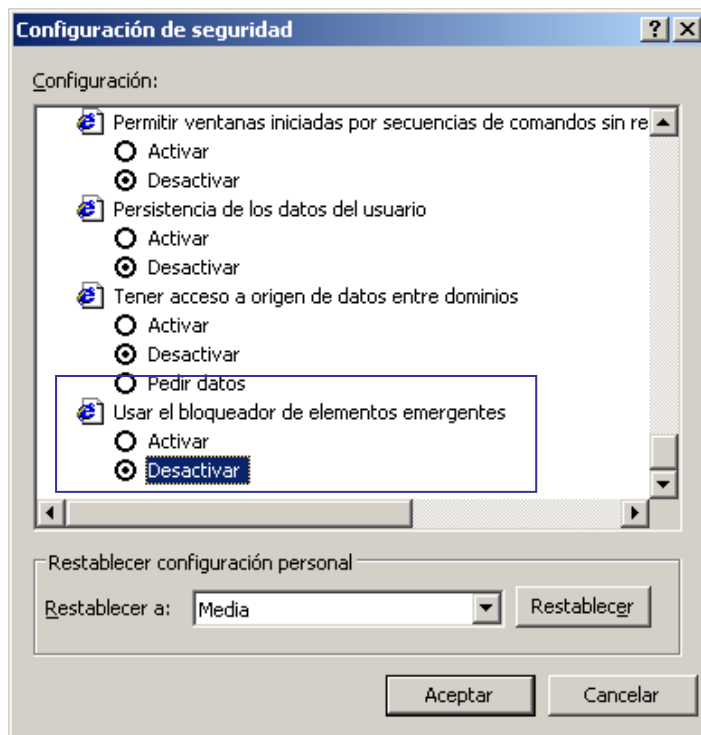 Configuración de seguridad
Configuración:
Permitir ventanas iniciadas por secuencias de comandos sin re
Activar
Desactivar
Persistencia de los datos del usuario
Activar
Desactivar
Tener acceso a origen de datos entre dominios
Activar
Desactivar
Pedir datos
Usar el bloqueador de elementos emergentes
Activar
Desactivar
Restablecer configuración personal
Restablecer a: Media Restablecer
Aceptar Cancelar